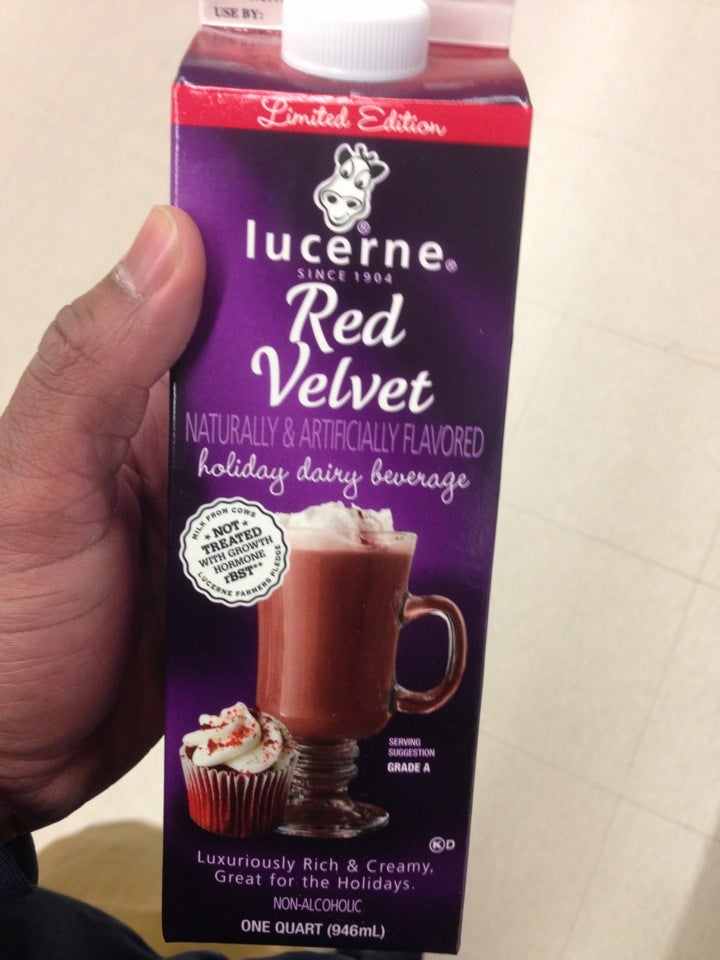 USE BY:
Limited Edition
lucerne®
SINCE 1904
Red
Velvet
NATURALLY & ARTIFICIALLY FLAVORED
holiday dairy beverage
MILK FROM COWS
★ NOT ★
TREATED
WITH GROWTH
HORMONE
rBST**
LUCERNE FARMERS PLEDGE
SERVING
SUGGESTION
GRADE A
K D
Luxuriously Rich & Creamy,
Great for the Holidays.
NON-ALCOHOLIC
ONE QUART (946mL)